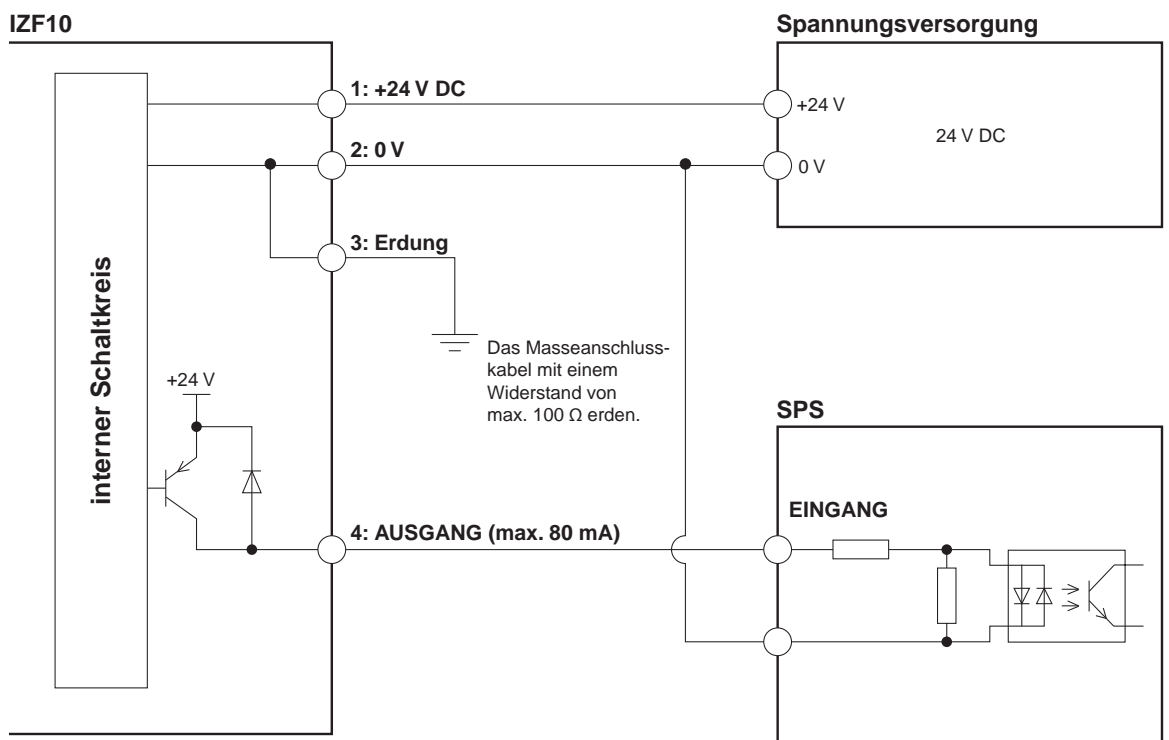 IZF10
Spannungsversorgung
1: +24 V DC
+24 V
24 V DC
2: 0 V
0 V
3: Erdung
interner Schaltkreis
Das Masseanschluss-
kabel mit einem
Widerstand von
max. 100 Ω erden.
+24 V
SPS
EINGANG
4: AUSGANG (max. 80 mA)